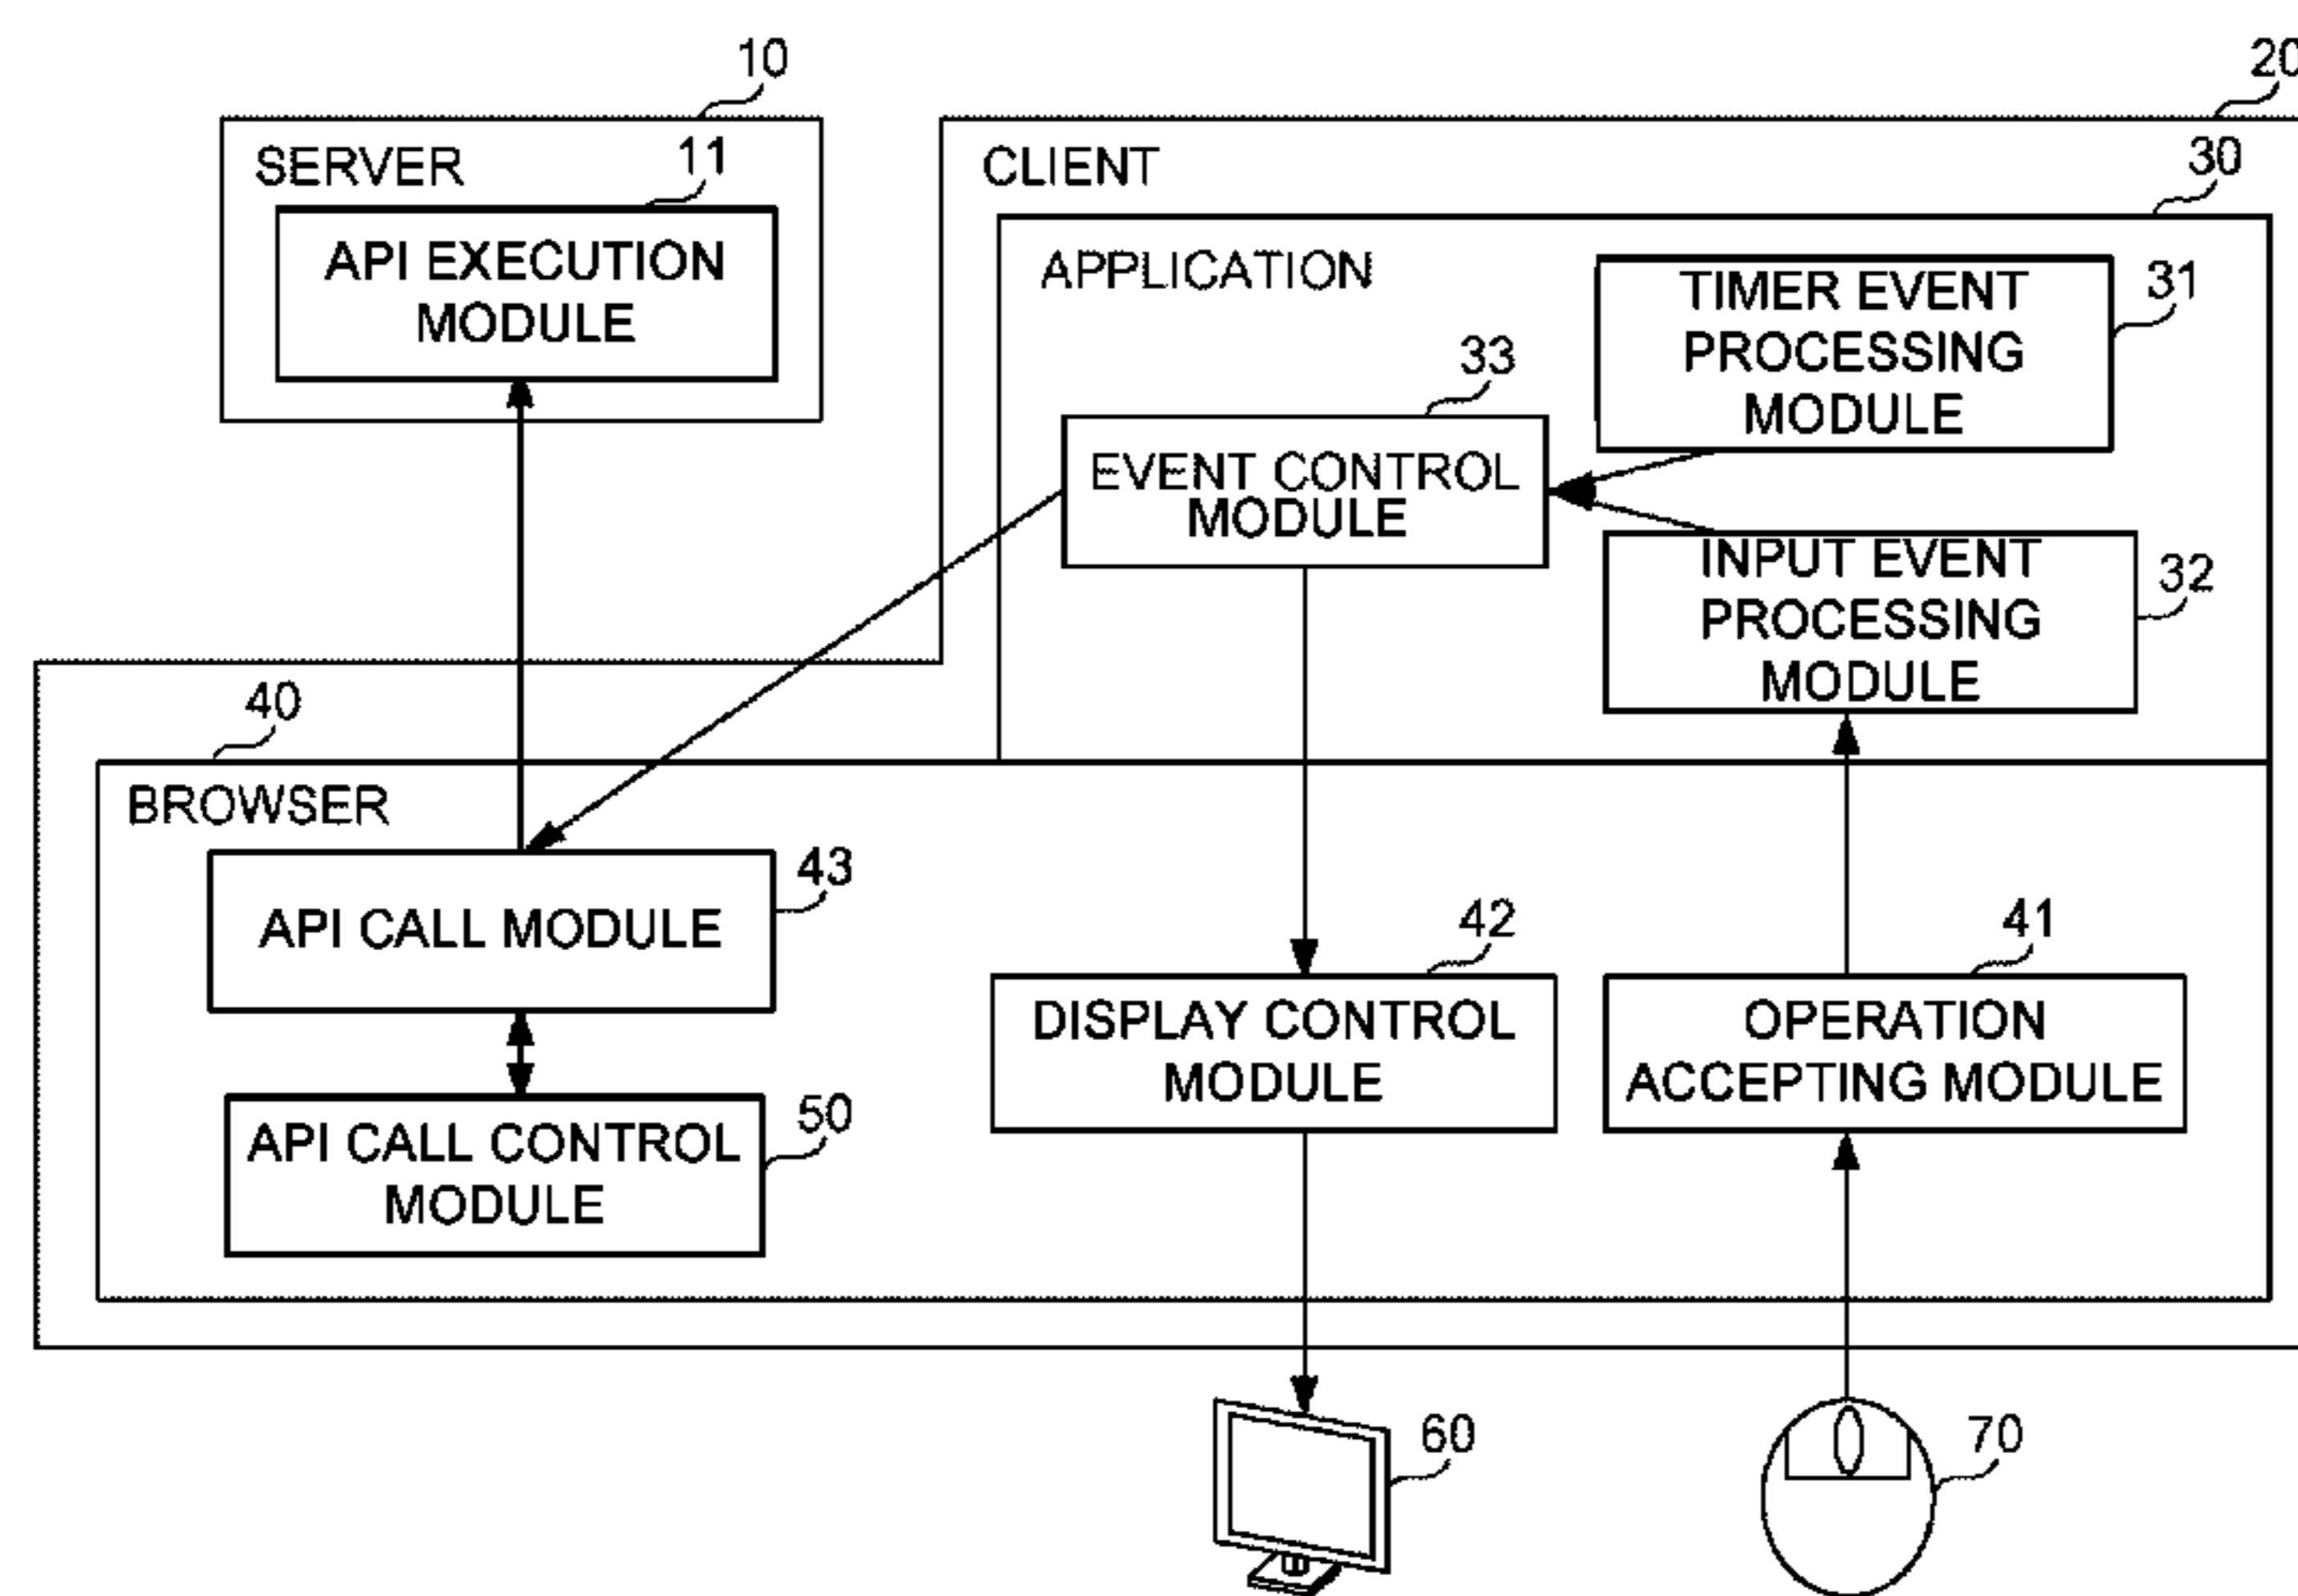 10
20
SERVER
11
CLIENT
30
API EXECUTION
MODULE
APPLICATION
TIMER EVENT
PROCESSING
MODULE
31
33
EVENT CONTROL
MODULE
INPUT EVENT
PROCESSING
MODULE
32
40
BROWSER
43
API CALL MODULE
42
41
DISPLAY CONTROL
MODULE
OPERATION
ACCEPTING MODULE
50
API CALL CONTROL
MODULE
60
70